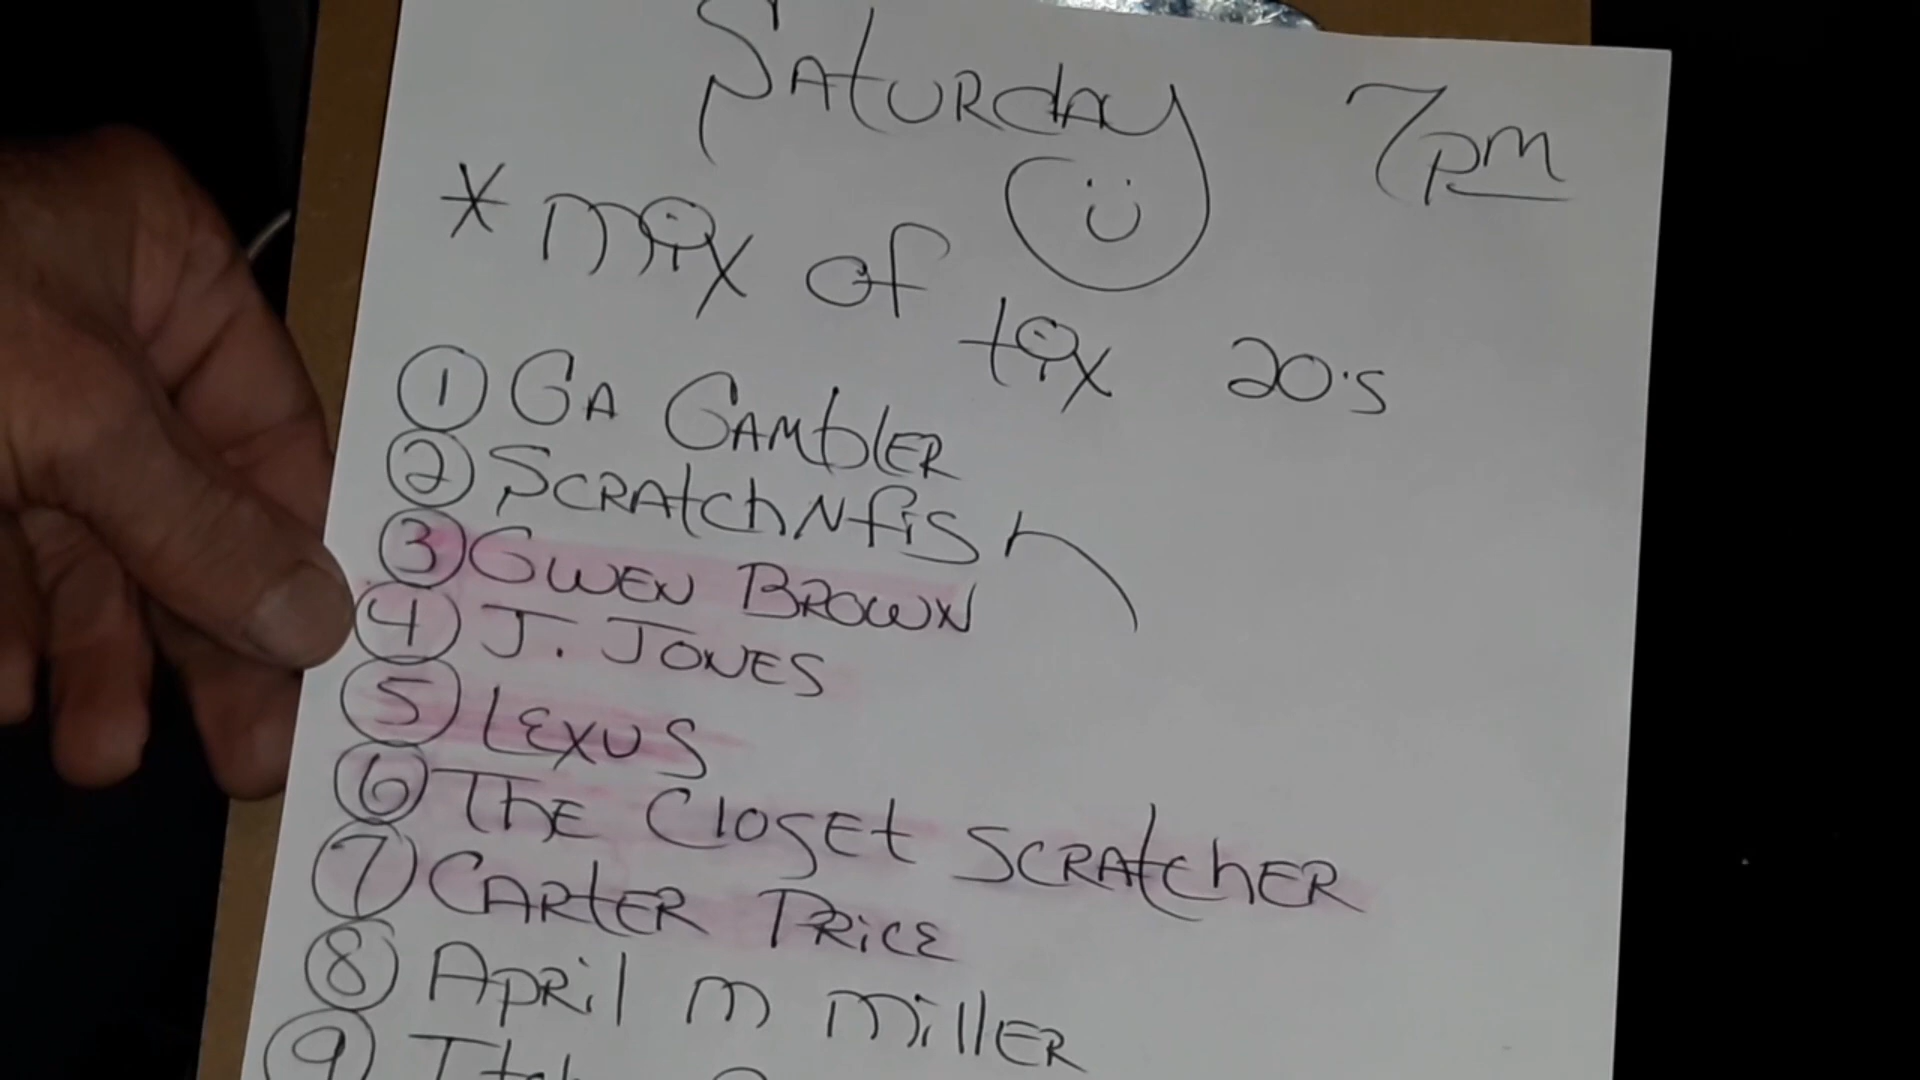 Saturday 7pm
* mix of tix 20's
1 GA GAMblER
2 SCRAtchNfish
3 GWEN BROWN
4 J. JONES
5 LEXUS
6 ThE ClosEt SCRAtchER
7 CARtER PRiCE
8 APRil m millER
9